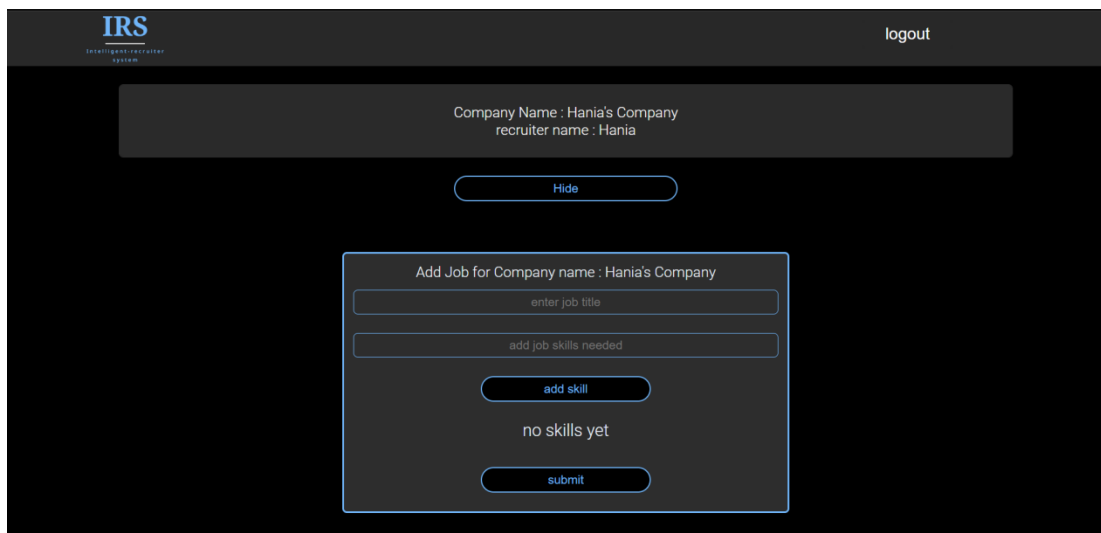 IRS
Intelligent-recruiter
system
logout
Company Name : Hania's Company
recruiter name : Hania
Hide
Add Job for Company name : Hania's Company
enter job title
add job skills needed
add skill
no skills yet
submit